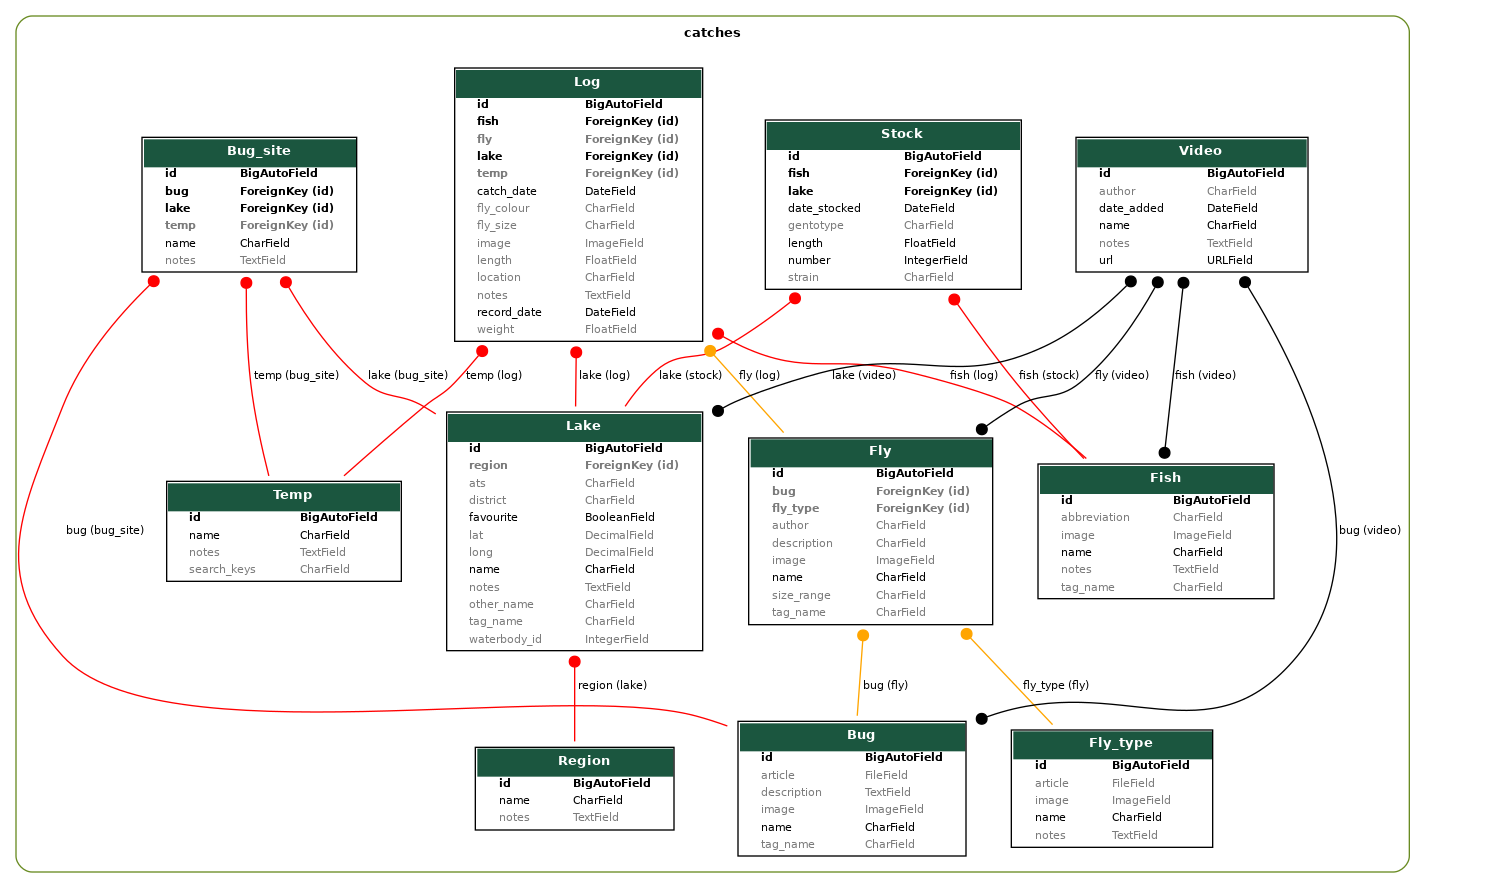 catches
Log
id BigAutoField
fish ForeignKey (id)
fly ForeignKey (id)
lake ForeignKey (id)
temp ForeignKey (id)
catch_date DateField
fly_colour CharField
fly_size CharField
image ImageField
length FloatField
location CharField
notes TextField
record_date DateField
weight FloatField
Stock
id BigAutoField
fish ForeignKey (id)
lake ForeignKey (id)
date_stocked DateField
gentotype CharField
length FloatField
number IntegerField
strain CharField
Bug_site
id BigAutoField
bug ForeignKey (id)
lake ForeignKey (id)
temp ForeignKey (id)
name CharField
notes TextField
Video
id BigAutoField
author CharField
date_added DateField
name CharField
notes TextField
url URLField
temp (bug_site)
lake (bug_site)
temp (log)
lake (log)
lake (stock)
fly (log)
lake (video)
fish (log)
fish (stock)
fly (video)
fish (video)
Lake
id BigAutoField
region ForeignKey (id)
ats CharField
district CharField
favourite BooleanField
lat DecimalField
long DecimalField
name CharField
notes TextField
other_name CharField
tag_name CharField
waterbody_id IntegerField
Fly
id BigAutoField
bug ForeignKey (id)
fly_type ForeignKey (id)
author CharField
description CharField
image ImageField
name CharField
size_range CharField
tag_name CharField
Fish
id BigAutoField
abbreviation CharField
image ImageField
name CharField
notes TextField
tag_name CharField
Temp
id BigAutoField
name CharField
notes TextField
search_keys CharField
bug (bug_site)
bug (video)
region (lake)
bug (fly)
fly_type (fly)
Region
id BigAutoField
name CharField
notes TextField
Bug
id BigAutoField
article FileField
description TextField
image ImageField
name CharField
tag_name CharField
Fly_type
id BigAutoField
article FileField
image ImageField
name CharField
notes TextField